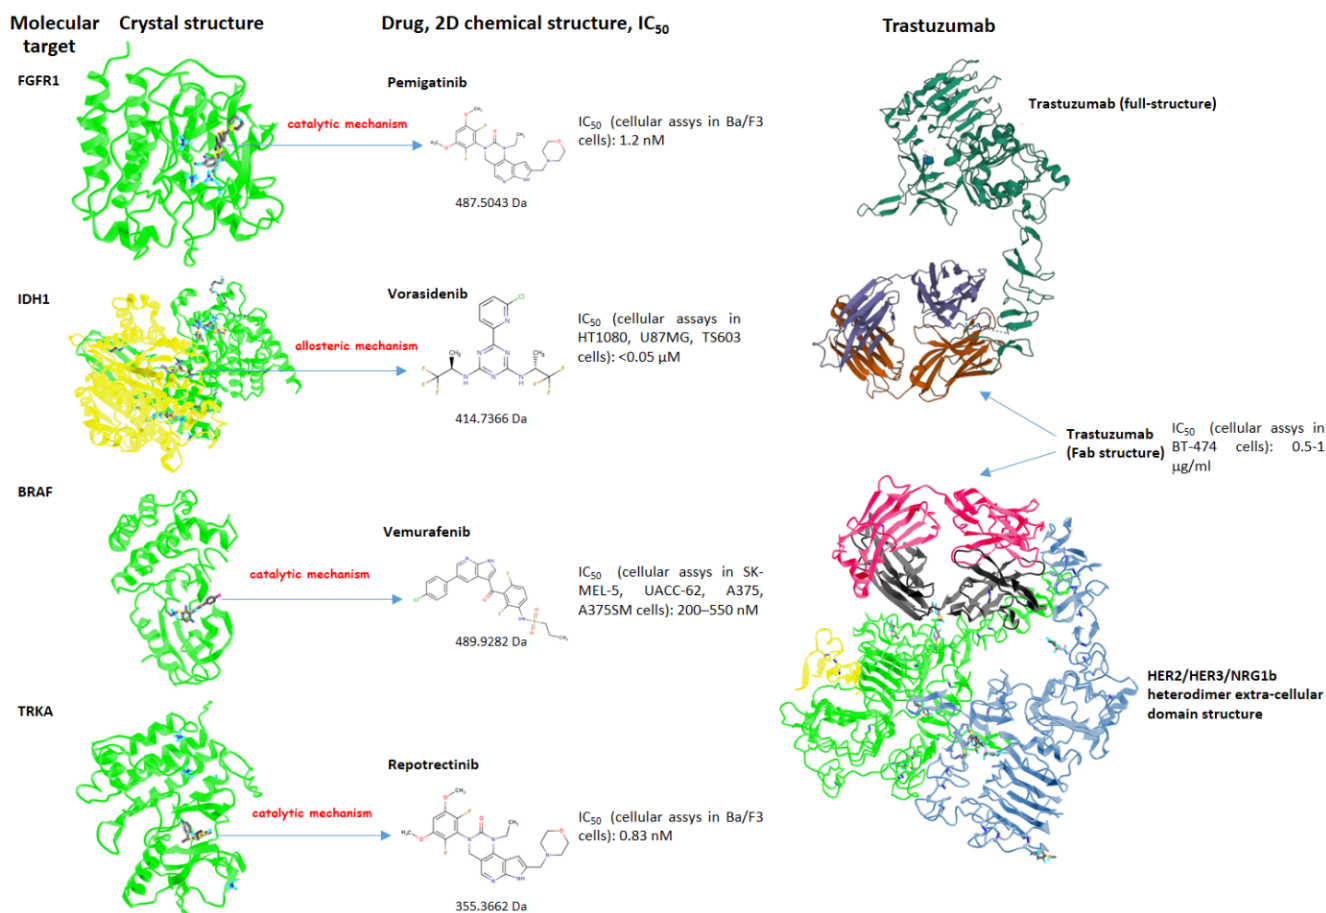 Molecular target
Crystal structure
Drug, 2D chemical structure, IC50
Trastuzumab
FGFR1
catalytic mechanism
Pemigatinib
487.5043 Da
IC50 (cellular assys in Ba/F3
cells): 1.2 nM
Trastuzumab (full-structure)
IDH1
allosteric mechanism
Vorasidenib
414.7366 Da
IC50 (cellular assays in
HT1080, U87MG, TS603
cells): <0.05 µM
Trastuzumab
(Fab structure)
IC50 (cellular assays in
BT-474 cells): 0.5-1
µg/ml
BRAF
catalytic mechanism
Vemurafenib
489.9282 Da
IC50 (cellular assys in SK-
MEL-5, UACC-62, A375,
A375SM cells): 200–550 nM
HER2/HER3/NRG1b
heterodimer extra-cellular
domain structure
TRKA
catalytic mechanism
Repotrectinib
355.3662 Da
IC50 (cellular assys in Ba/F3
cells): 0.83 nM